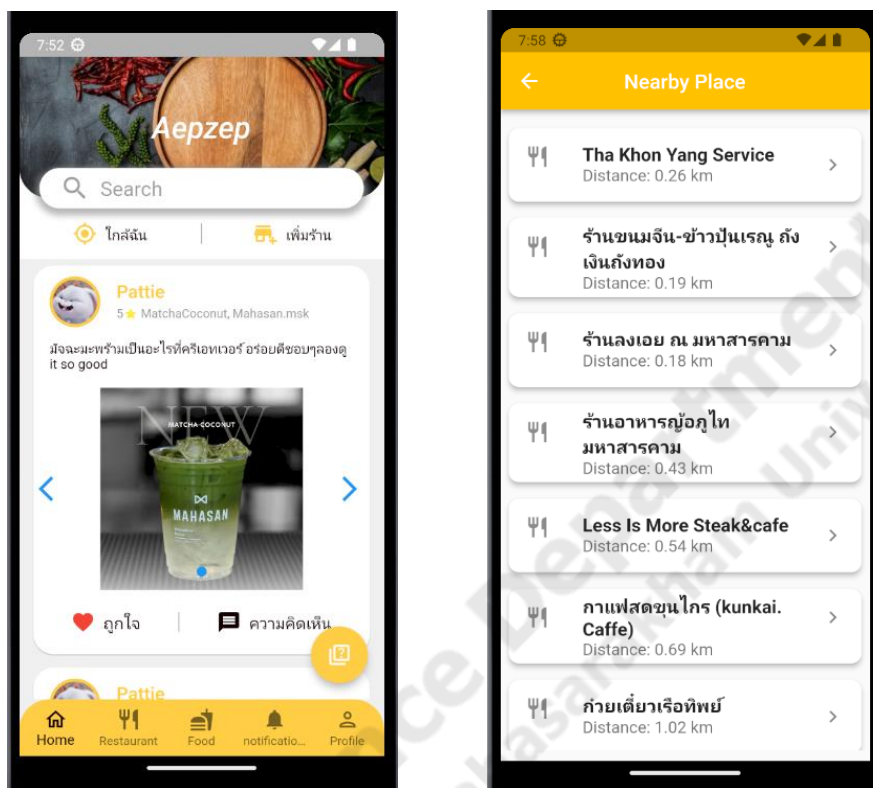 7:52
Aepzep
Search
ใกล้ฉัน
เพิ่มร้าน
Pattie
5 MatchaCoconut, Mahasan.msk
มัจฉะมะพร้ามเป็นอะไรที่ครีเอทเวอร์ อร่อยดีชอบๆลองดู
it so good
NEW
MATCHA COCONUT
MAHASAN
ถูกใจ
ความคิดเห็น
Pattie
Home
Restaurant
Food
notificatio...
Profile
7:58
Nearby Place
Tha Khon Yang Service
Distance: 0.26 km
ร้านขนมจีน-ข้าวปุ้นเรณู ถัง
เงินถังทอง
Distance: 0.19 km
ร้านลงเอย ณ มหาสารคาม
Distance: 0.18 km
ร้านอาหารญ้อภูไท
มหาสารคาม
Distance: 0.43 km
Less Is More Steak&cafe
Distance: 0.54 km
กาแฟสดขุนไกร (kunkai.
Caffe)
Distance: 0.69 km
ก๋วยเตี๋ยวเรือทิพย์
Distance: 1.02 km